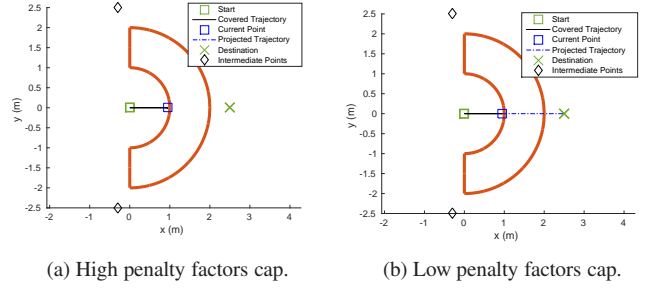 2.5
2
1.5
1
0.5
0
-0.5
-1
-1.5
-2
-2.5
y (m)
-2 -1 0 1 2 3 4
x (m)
Start
Covered Trajectory
Current Point
Projected Trajectory
Destination
Intermediate Points
(a) High penalty factors cap.
2.5
2
1.5
1
0.5
0
-0.5
-1
-1.5
-2
-2.5
y (m)
-2 -1 0 1 2 3 4
x (m)
Start
Covered Trajectory
Current Point
Projected Trajectory
Destination
Intermediate Points
(b) Low penalty factors cap.